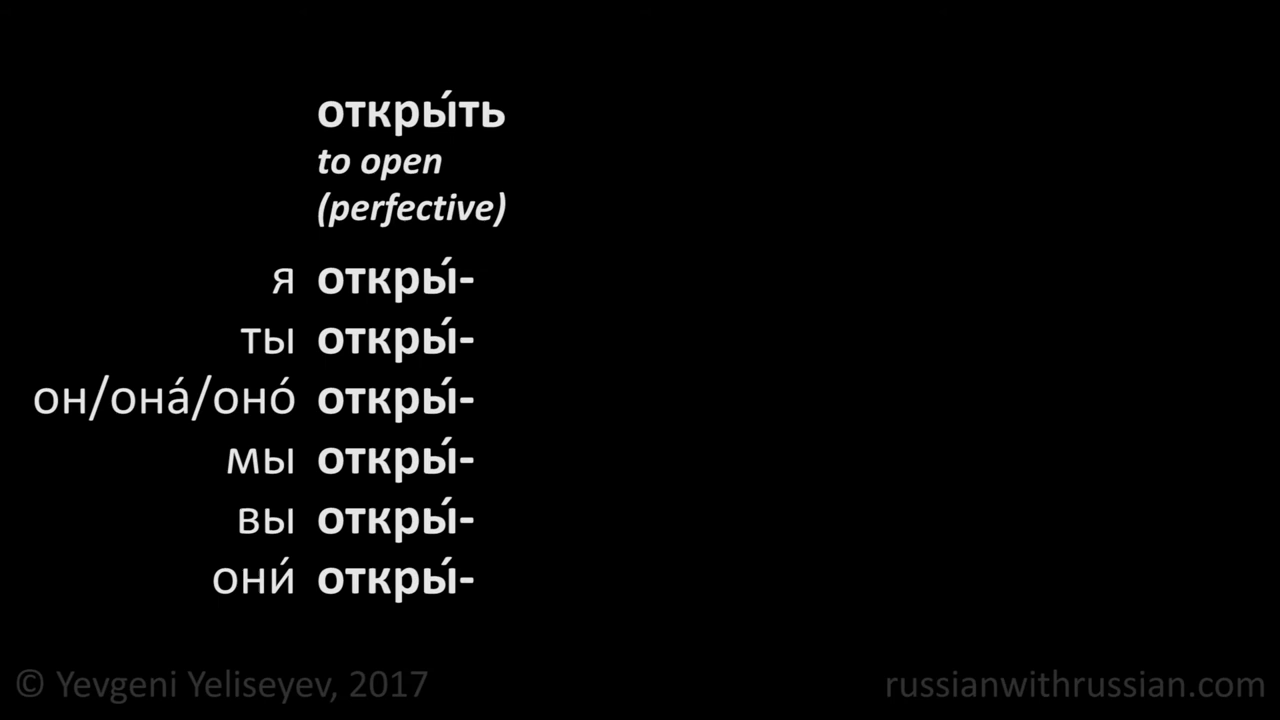 откры́ть
to open
(perfective)
я откры́-
ты откры́-
он/она́/оно́ откры́-
мы откры́-
вы откры́-
они́ откры́-
© Yevgeni Yeliseyev, 2017
russianwithrussian.com